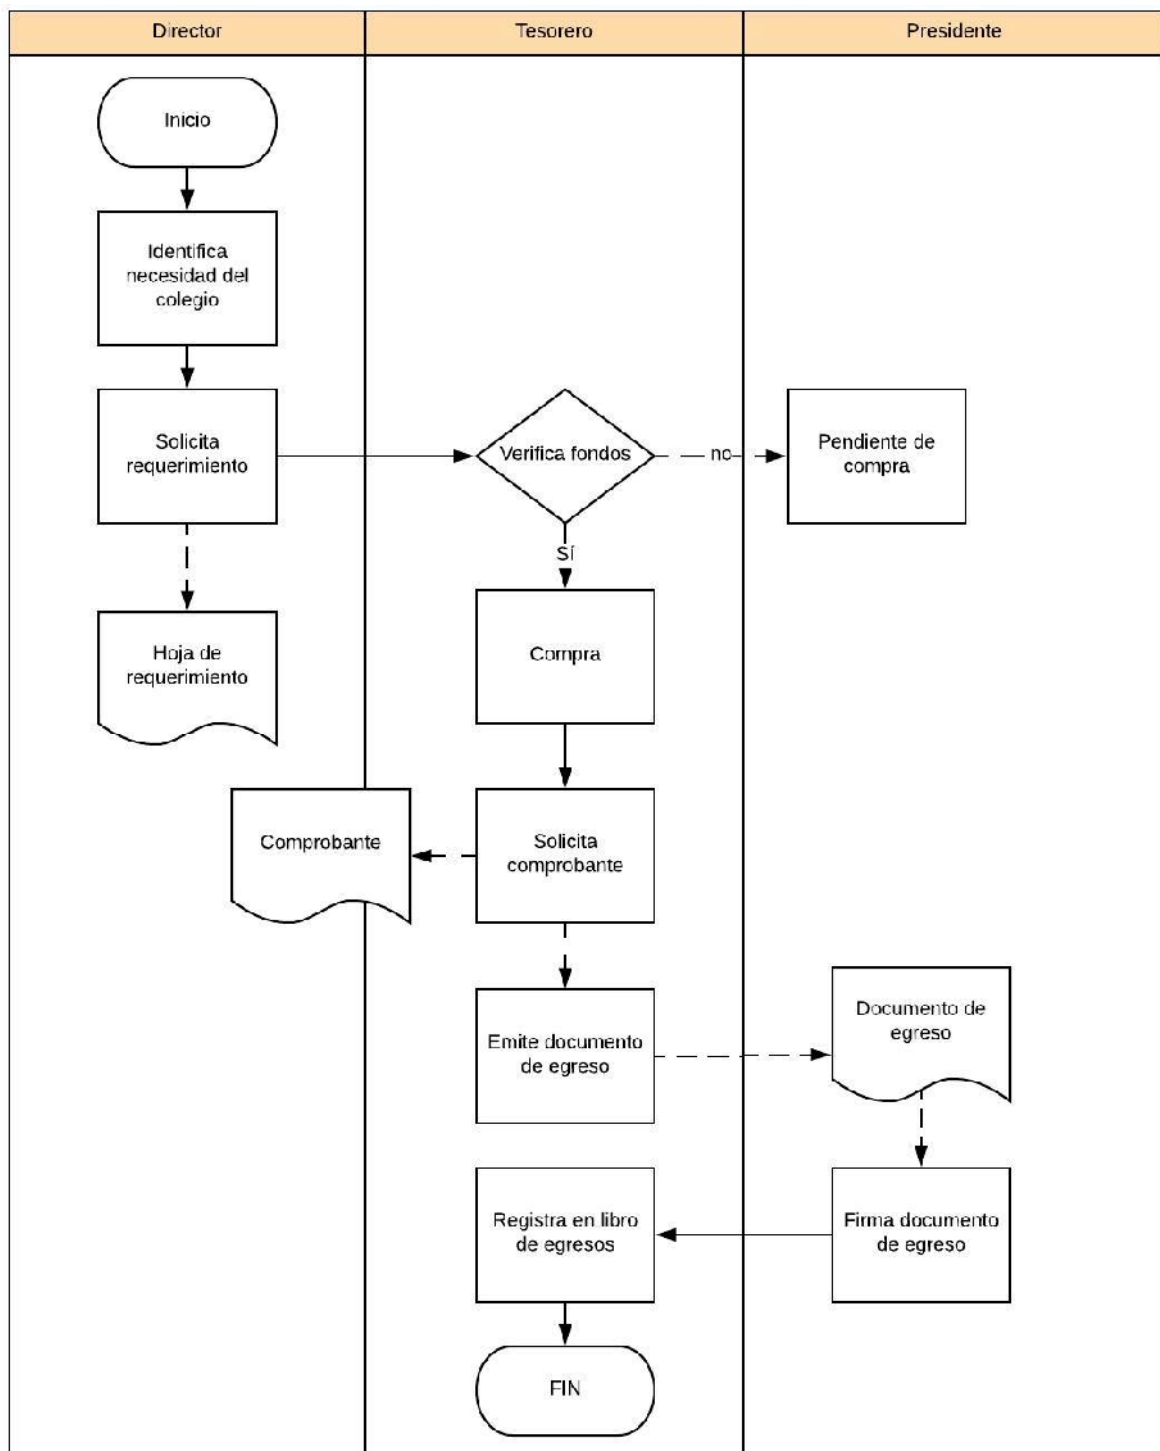 Director
Tesorero
Presidente
Inicio
Identifica
necesidad del
colegio
Solicita
requerimiento
Verifica fondos
no
Pendiente de
compra
Sí
Hoja de
requerimiento
Compra
Comprobante
Solicita
comprobante
Emite documento
de egreso
Documento de
egreso
Registra en libro
de egresos
Firma documento
de egreso
FIN